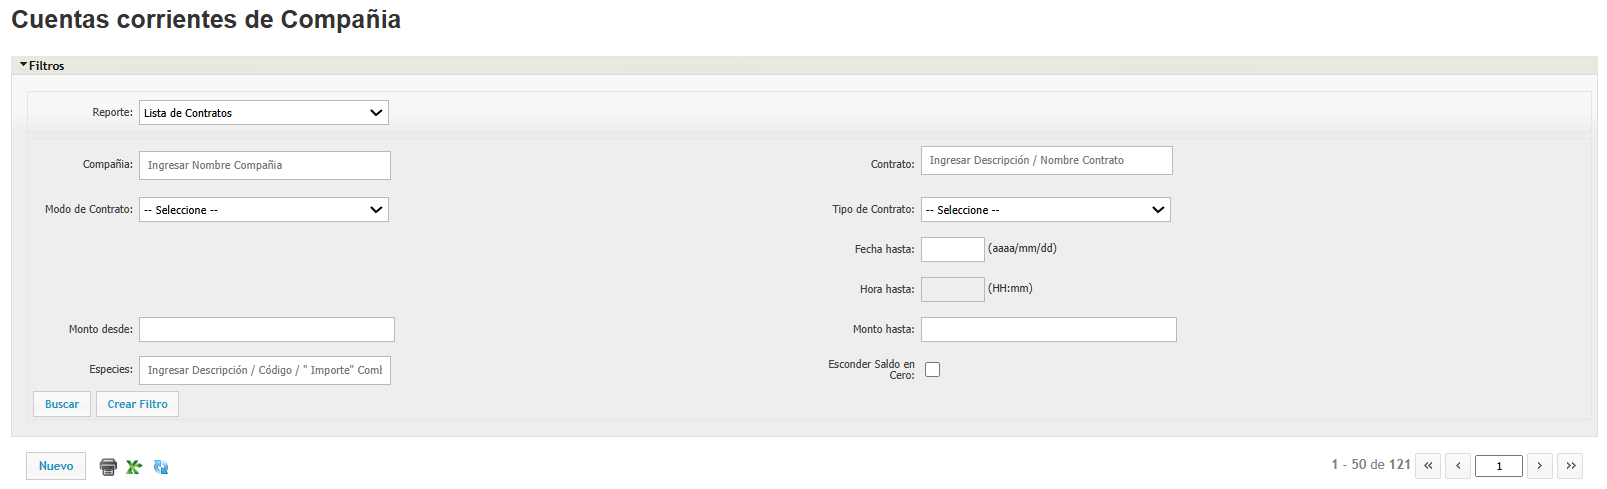 Cuentas corrientes de Compañia
Filtros
Reporte: Lista de Contratos
Compañia: Ingresar Nombre Compañia Contrato: Ingresar Descripción / Nombre Contrato
Modo de Contrato: -- Seleccione -- Tipo de Contrato: -- Seleccione --
Fecha hasta: (aaaa/mm/dd)
Hora hasta: (HH:mm)
Monto desde: Monto hasta:
Especies: Ingresar Descripción / Código / " Importe" Coml Esconder Saldo en
Cero:
Buscar Crear Filtro
Nuevo 1 - 50 de 121 ‹‹ ‹ 1 › ››